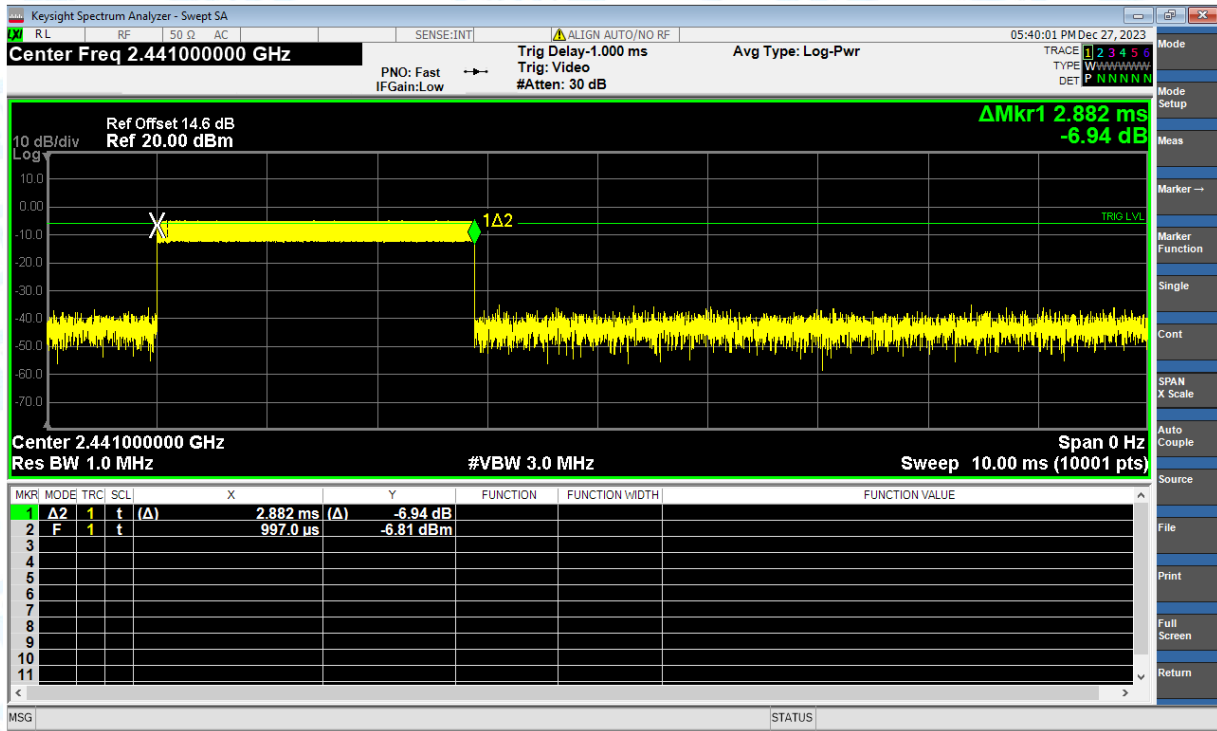 Keysight Spectrum Analyzer - Swept SA
LXI RL RF 50 Ω AC SENSE:INT ALIGN AUTO/NO RF 05:40:01 PM Dec 27, 2023
Center Freq 2.441000000 GHz
PNO: Fast
IFGain:Low
Trig Delay-1.000 ms
Trig: Video
#Atten: 30 dB
Avg Type: Log-Pwr
TRACE 1 2 3 4 5 6
TYPE WWWWWW
DET P N N N N N
ΔMkr1 2.882 ms
-6.94 dB
Ref Offset 14.6 dB
10 dB/div Ref 20.00 dBm
Log
10.0
0.00
-10.0
-20.0
-30.0
-40.0
-50.0
-60.0
-70.0
1Δ2
TRIG LVL
Center 2.441000000 GHz Span 0 Hz
Res BW 1.0 MHz #VBW 3.0 MHz Sweep 10.00 ms (10001 pts)
MKR MODE TRC SCL X Y FUNCTION FUNCTION WIDTH FUNCTION VALUE
1 Δ2 1 t (Δ) 2.882 ms (Δ) -6.94 dB
2 F 1 t 997.0 µs -6.81 dBm
3
4
5
6
7
8
9
10
11
MSG STATUS
Mode
Mode
Setup
Meas
Marker→
Marker
Function
Single
Cont
SPAN
X Scale
Auto
Couple
Source
File
Print
Full
Screen
Return